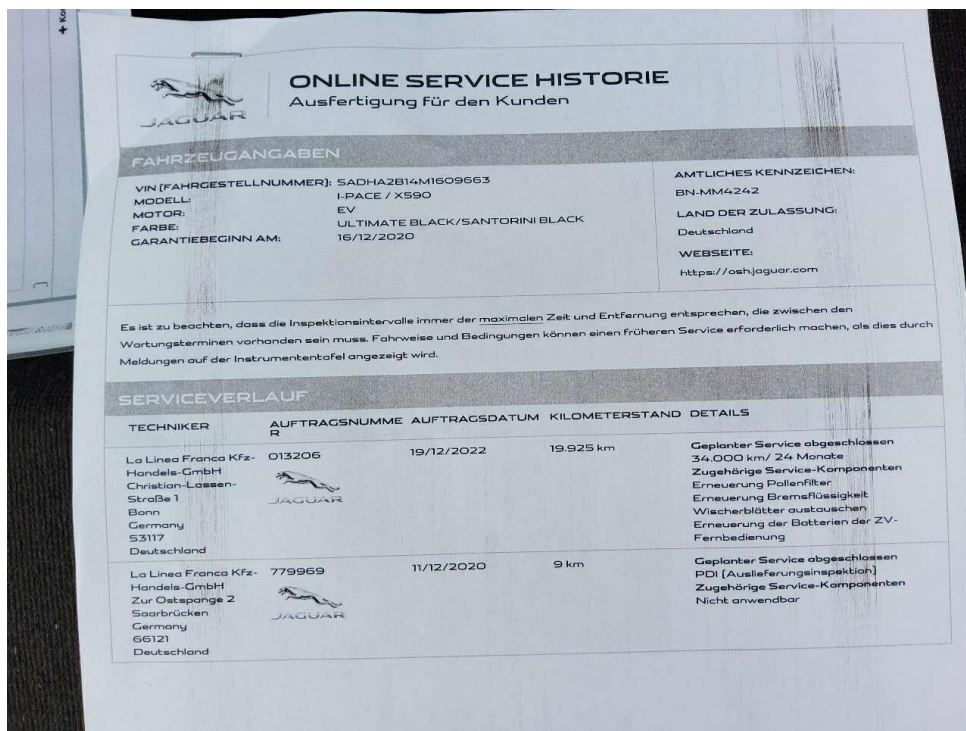 + Ko
JAGUAR
ONLINE SERVICE HISTORIE
Ausfertigung für den Kunden
FAHRZEUGANGABEN
VIN (FAHRGESTELLNUMMER): SADHA2B14M1609663
MODELL: I-PACE / X590
MOTOR: EV
FARBE: ULTIMATE BLACK/SANTORINI BLACK
GARANTIEBEGINN AM: 16/12/2020
AMTLICHES KENNZEICHEN:
BN-MM4242
LAND DER ZULASSUNG:
Deutschland
WEBSEITE:
https://osh.jaguar.com
Es ist zu beachten, dass die Inspektionsintervalle immer der maximalen Zeit und Entfernung entsprechen, die zwischen den
Wartungsterminen vorhanden sein muss. Fahrweise und Bedingungen können einen früheren Service erforderlich machen, als dies durch
Meldungen auf der Instrumententafel angezeigt wird.
SERVICEVERLAUF
TECHNIKER
AUFTRAGSNUMME
R
AUFTRAGSDATUM
KILOMETERSTAND
DETAILS
La Linea Franca Kfz-
Handels-GmbH
Christian-Lassen-
Straße 1
Bonn
Germany
53117
Deutschland
013206
JAGUAR
19/12/2022
19.925 km
Geplanter Service abgeschlossen
34.000 km/ 24 Monate
Zugehörige Service-Komponenten
Erneuerung Pollenfilter
Erneuerung Bremsflüssigkeit
Wischerblätter austauschen
Erneuerung der Batterien der ZV-
Fernbedienung
La Linea Franca Kfz-
Handels-GmbH
Zur Ostspange 2
Saarbrücken
Germany
66121
Deutschland
779969
JAGUAR
11/12/2020
9 km
Geplanter Service abgeschlossen
PDI [Auslieferungsinspektion]
Zugehörige Service-Komponenten
Nicht anwendbar